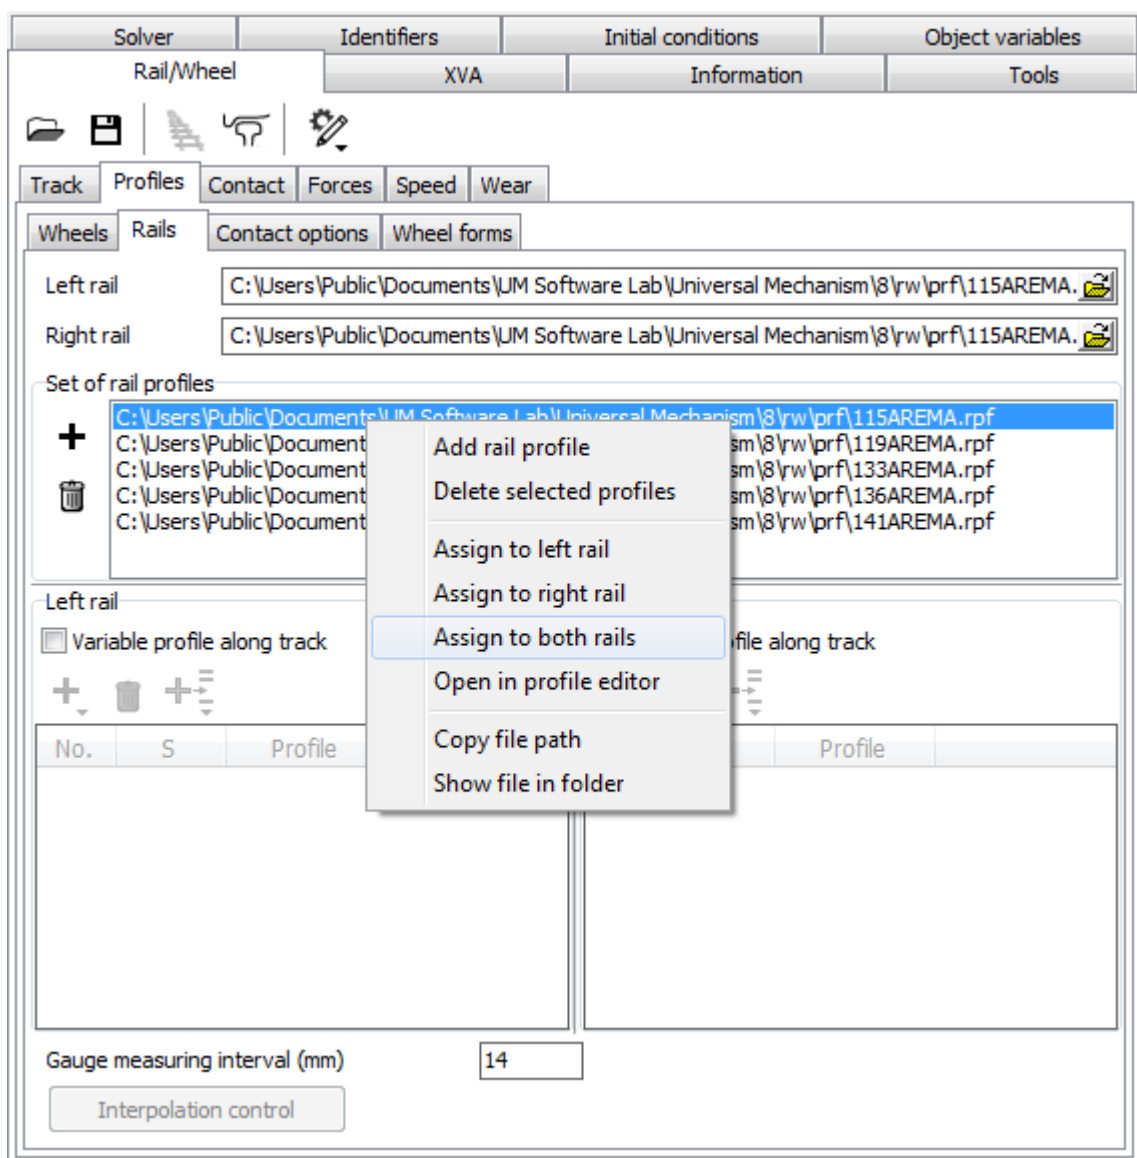 Solver Identifiers Initial conditions Object variables
Rail/Wheel XVA Information Tools
Track Profiles Contact Forces Speed Wear
Wheels Rails Contact options Wheel forms
Left rail C:\Users\Public\Documents\UM Software Lab\Universal Mechanism\8\rw\prf\115AREMA.
Right rail C:\Users\Public\Documents\UM Software Lab\Universal Mechanism\8\rw\prf\115AREMA.
Set of rail profiles
C:\Users\Public\Documents\UM Software Lab\Universal Mechanism\8\rw\prf\115AREMA.rpf
C:\Users\Public\Document sm\8\rw\prf\119AREMA.rpf
C:\Users\Public\Document sm\8\rw\prf\133AREMA.rpf
C:\Users\Public\Document sm\8\rw\prf\136AREMA.rpf
C:\Users\Public\Document sm\8\rw\prf\141AREMA.rpf
Add rail profile
Delete selected profiles
Assign to left rail
Assign to right rail
Assign to both rails
Open in profile editor
Copy file path
Show file in folder
Left rail
Variable profile along track file along track
No. S Profile Profile
Gauge measuring interval (mm) 14
Interpolation control